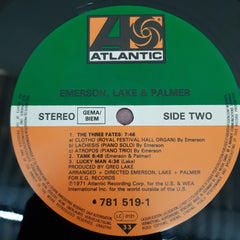 ATLANTIC
EMERSON, LAKE & PALMER
STEREO
GEMA/
BIEM
SIDE TWO
1. THE THREE FATES: 7:46
a) CLOTHO (ROYAL FESTIVAL HALL ORGAN) By Emerson
b) LACHESIS (PIANO SOLO) By Emerson
c) ATROPOS (PIANO TRIO) By Emerson
2. TANK 6:49 (Emerson & Palmer)
3. LUCKY MAN 4:36 (Lake)
PRODUCED BY GREG LAKE
ARRANGED + DIRECTED EMERSON, LAKE + PALMER
FOR E.G. RECORDS
℗1971 Atlantic Recording Corp. for the U.S. & WEA
International Inc. for the world outside of the U.S.
781 519-1
LC 0121
33